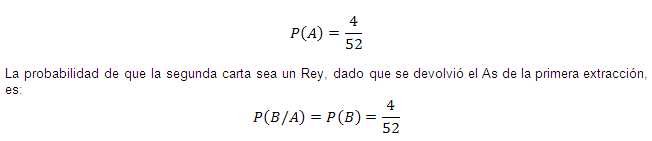 P(A) = 4/52
La probabilidad de que la segunda carta sea un Rey, dado que se devolvió el As de la primera extracción,
es:
P(B/A) = P(B) = 4/52